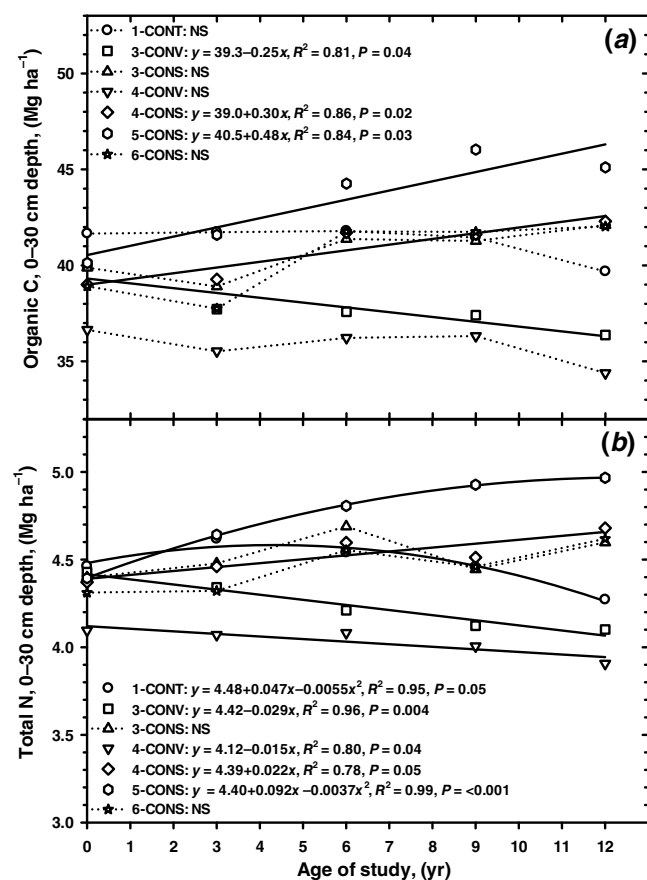 (a)
1-CONT: NS
3-CONV: y = 39.3–0.25x, R² = 0.81, P = 0.04
3-CONS: NS
4-CONV: NS
4-CONS: y = 39.0+0.30x, R² = 0.86, P = 0.02
5-CONS: y = 40.5+0.48x, R² = 0.84, P = 0.03
6-CONS: NS
Organic C, 0–30 cm depth, (Mg ha⁻¹)
50
45
40
35
(b)
Total N, 0–30 cm depth, (Mg ha⁻¹)
5.0
4.5
4.0
3.5
3.0
1-CONT: y = 4.48+0.047x–0.0055x², R² = 0.95, P = 0.05
3-CONV: y = 4.42–0.029x, R² = 0.96, P = 0.004
3-CONS: NS
4-CONV: y = 4.12–0.015x, R² = 0.80, P = 0.04
4-CONS: y = 4.39+0.022x, R² = 0.78, P = 0.05
5-CONS: y = 4.40+0.092x –0.0037x², R² = 0.99, P = <0.001
6-CONS: NS
0 2 4 6 8 10 12
Age of study, (yr)